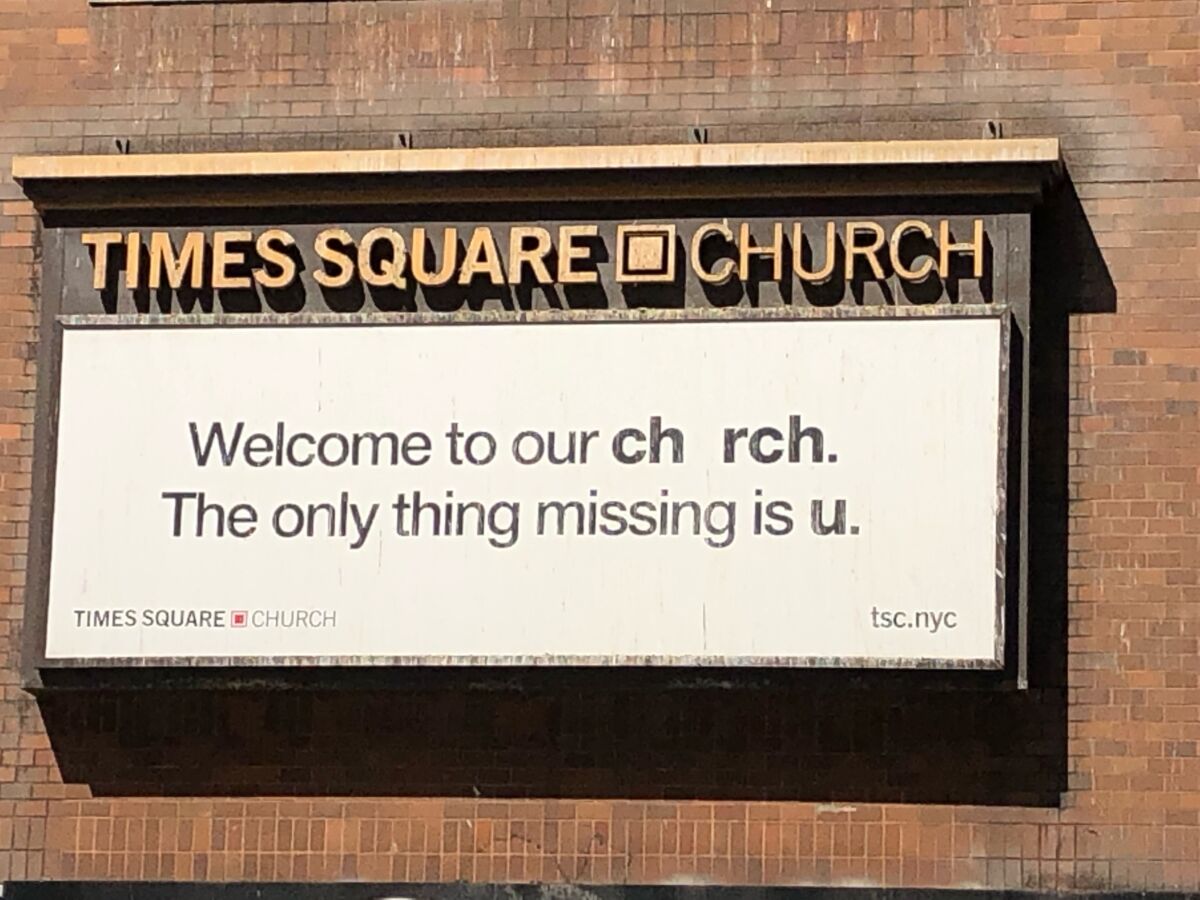 TIMES SQUARE CHURCH
Welcome to our ch rch.
The only thing missing is u.
TIMES SQUARE CHURCH
tsc.nyc